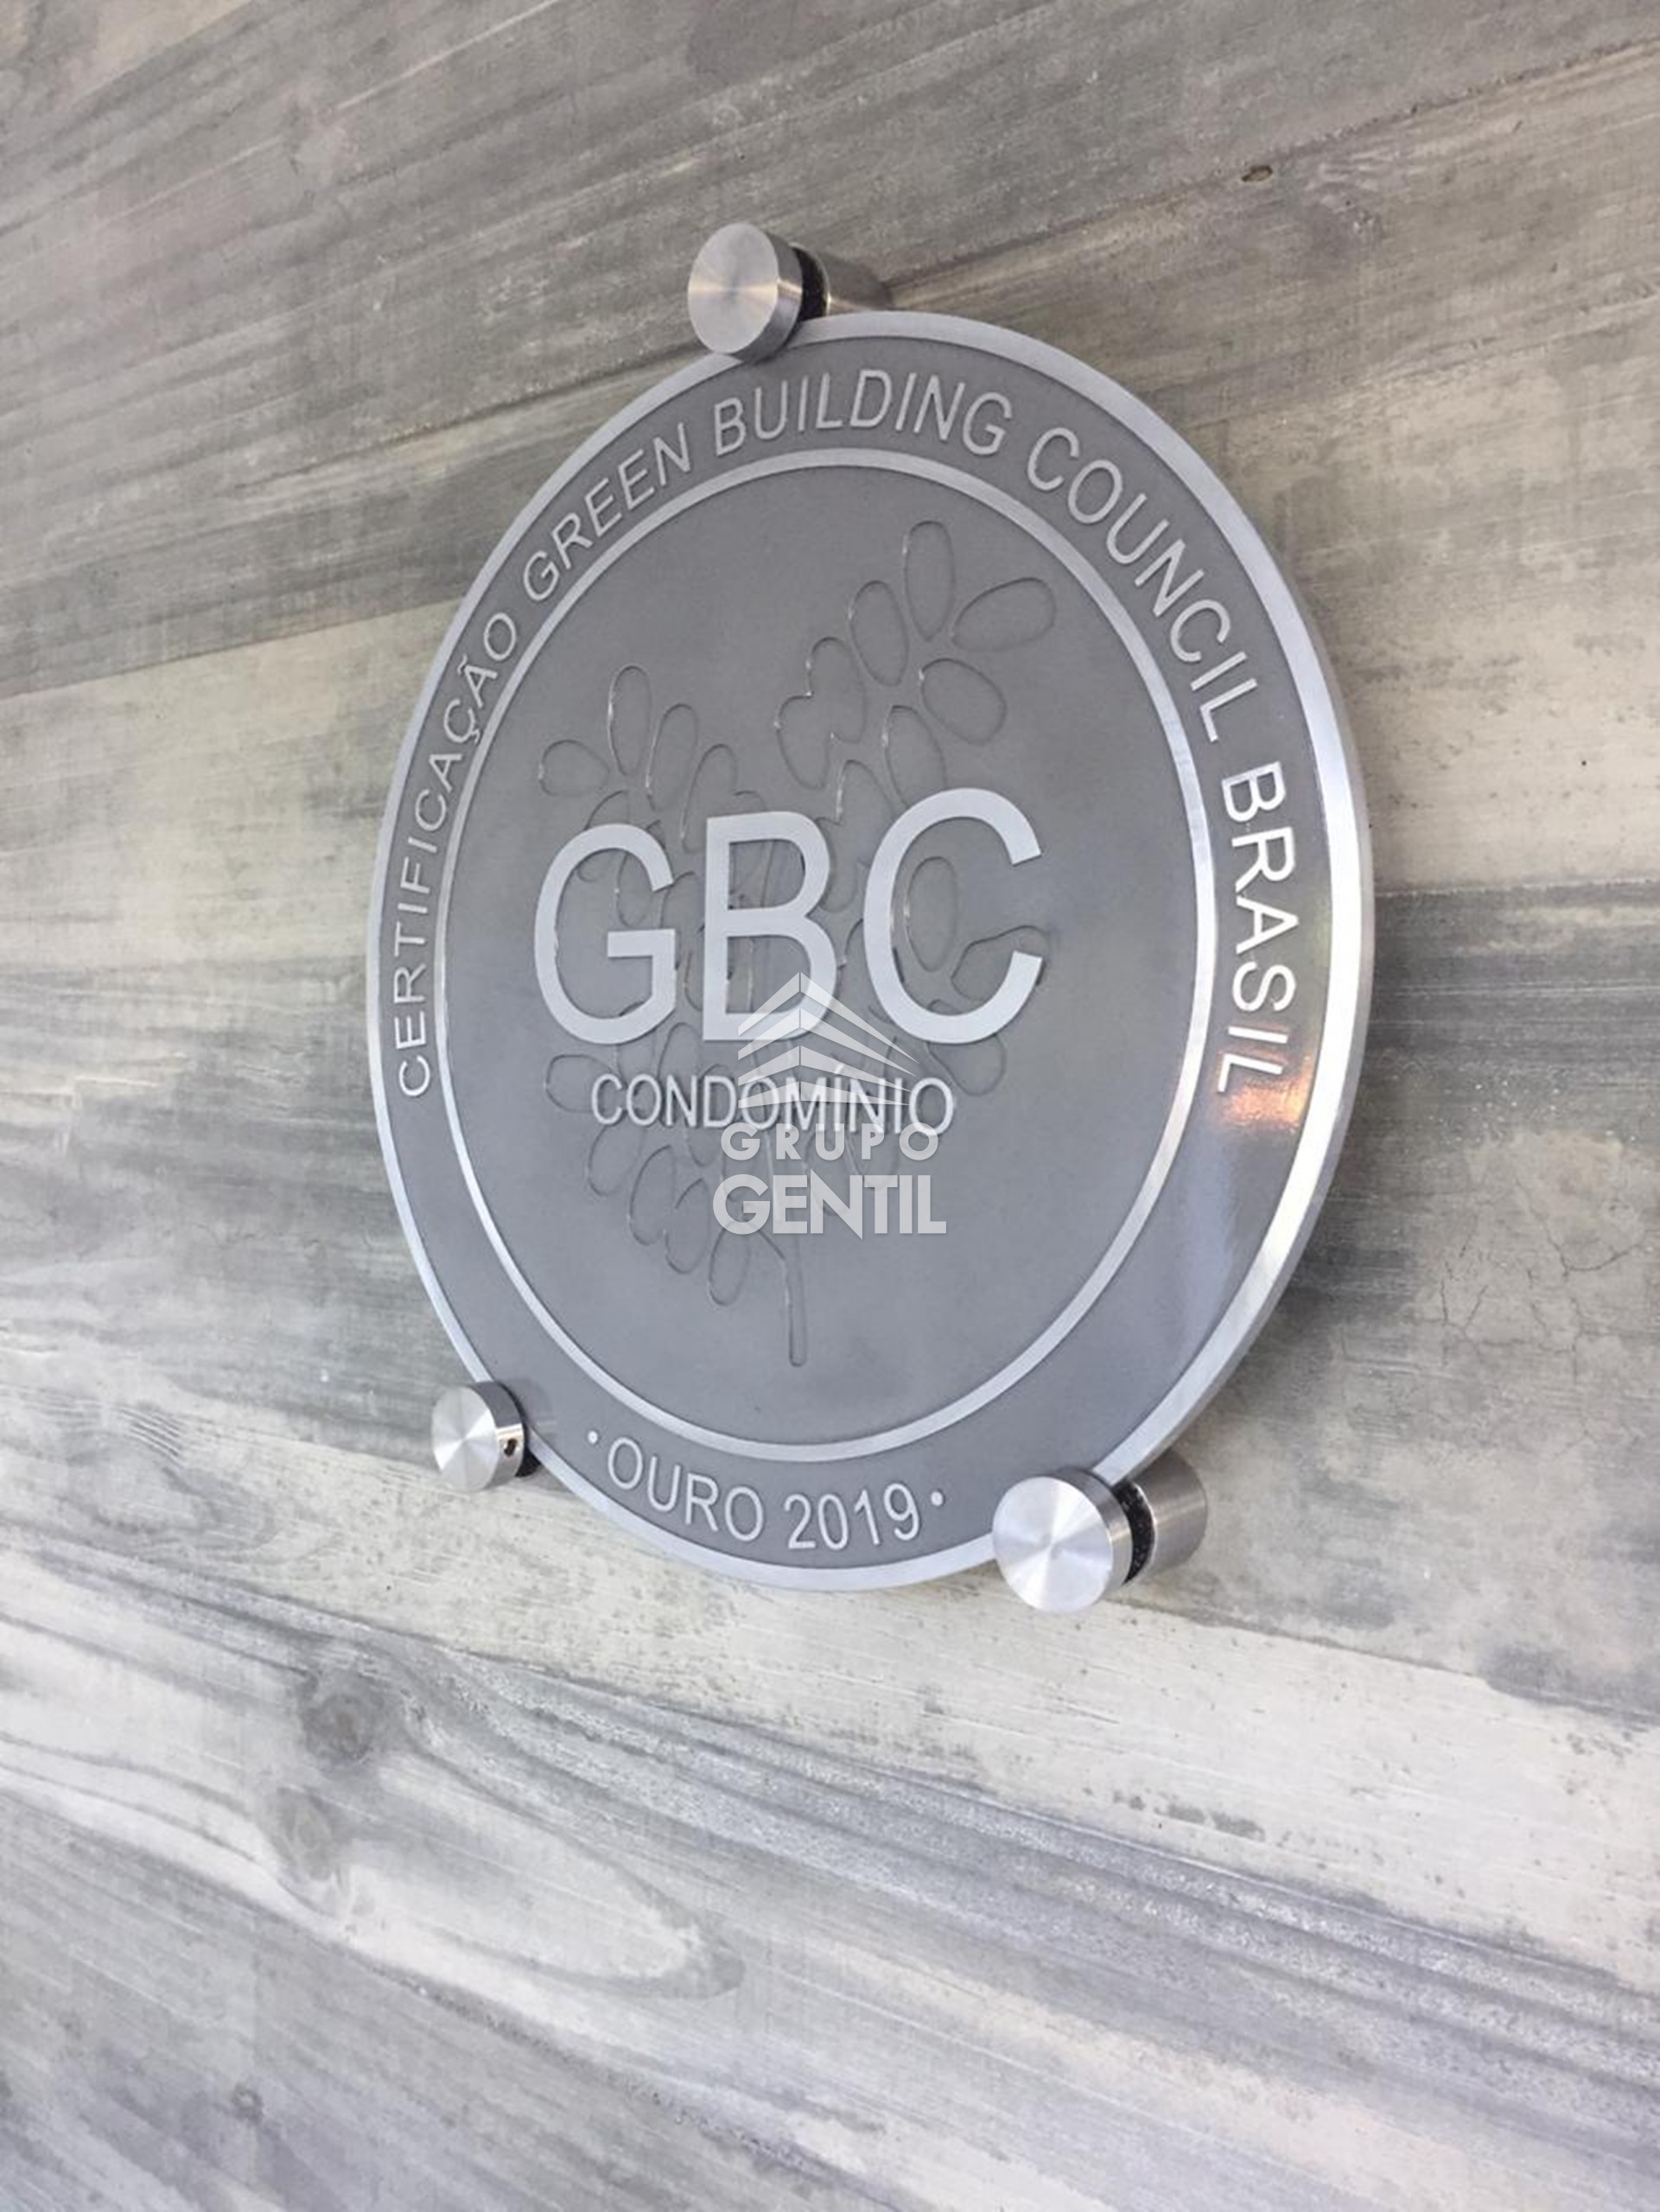 CERTIFICAÇÃO GREEN BUILDING COUNCIL BRASIL
GBC
CONDOMÍNIO
GRUPO
GENTIL
• OURO 2019 •